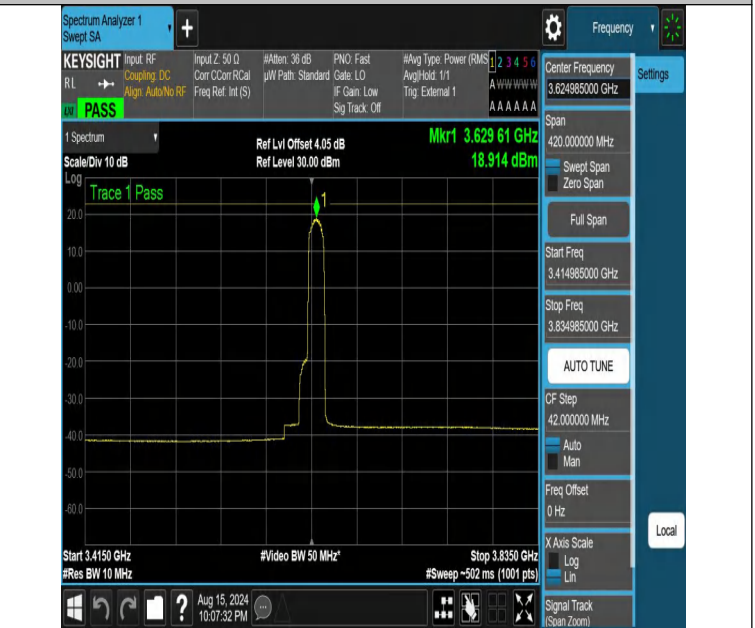 Spectrum Analyzer 1
Swept SA
+
Frequency
KEYSIGHT
RL
PASS
Input: RF
Coupling: DC
Align: Auto/No RF
Input Z: 50 Ω
Corr CCorr RCal
Freq Ref: Int (S)
#Atten: 36 dB
µW Path: Standard
PNO: Fast
Gate: LO
IF Gain: Low
Sig Track: Off
#Avg Type: Power (RMS
Avg|Hold: 1/1
Trig: External 1
1 2 3 4 5 6
A W W W W W
A A A A A A
1 Spectrum
Scale/Div 10 dB
Ref Lvl Offset 4.05 dB
Ref Level 30.00 dBm
Mkr1 3.629 61 GHz
18.914 dBm
Log
Trace 1 Pass
1
20.0
10.0
0.00
-10.0
-20.0
-30.0
-40.0
-50.0
-60.0
Start 3.4150 GHz
#Res BW 10 MHz
#Video BW 50 MHz*
Stop 3.8350 GHz
#Sweep ~502 ms (1001 pts)
Center Frequency
3.624985000 GHz
Settings
Span
420.000000 MHz
Swept Span
Zero Span
Full Span
Start Freq
3.414985000 GHz
Stop Freq
3.834985000 GHz
AUTO TUNE
CF Step
42.000000 MHz
Auto
Man
Freq Offset
0 Hz
X Axis Scale
Log
Lin
Local
Signal Track
(Span Zoom)
?
Aug 15, 2024
10:07:32 PM